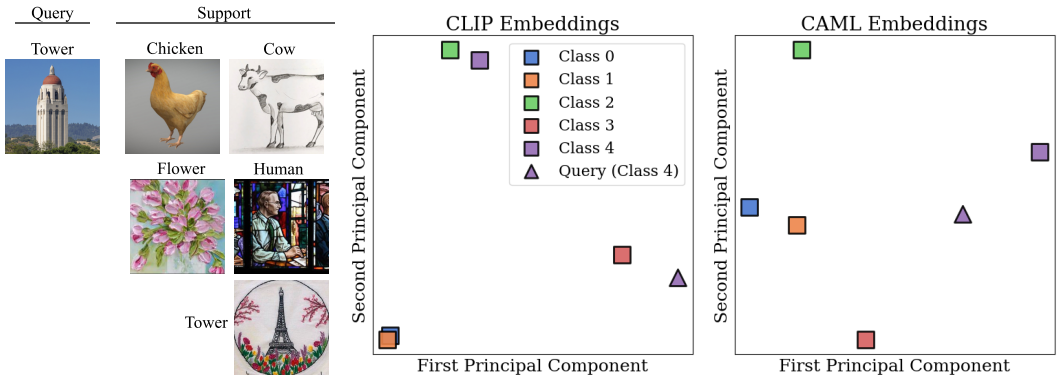 Query
Support
Tower
Chicken
Cow
Flower
Human
Tower
CLIP Embeddings
Second Principal Component
Class 0
Class 1
Class 2
Class 3
Class 4
Query (Class 4)
First Principal Component
CAML Embeddings
Second Principal Component
First Principal Component